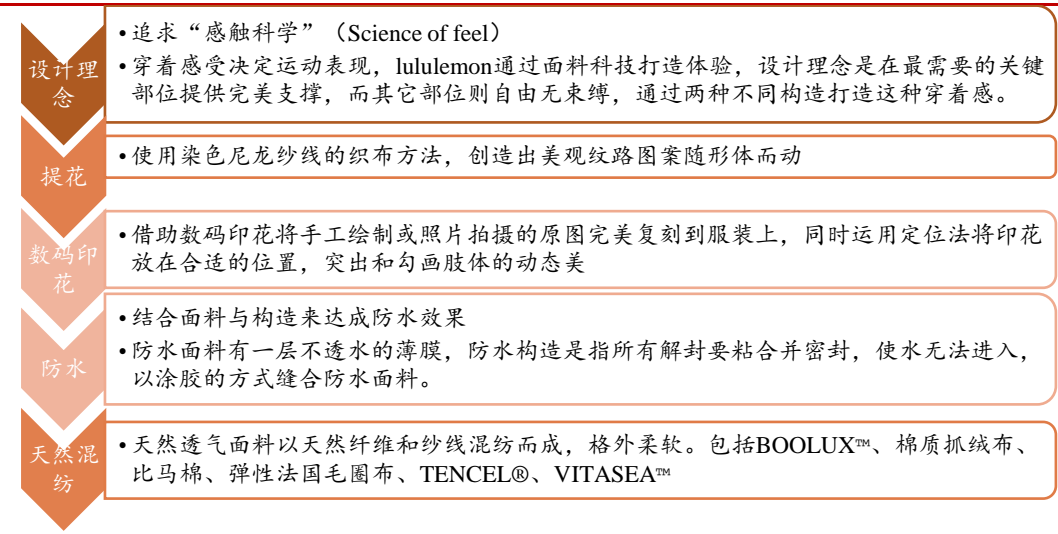 设计理
念
•追求“感触科学”（Science of feel）
•穿着感受决定运动表现，lululemon通过面料科技打造体验，设计理念是在最需要的关键
部位提供完美支撑，而其它部位则自由无束缚，通过两种不同构造打造这种穿着感。
提花
•使用染色尼龙纱线的织布方法，创造出美观纹路图案随形体而动
数码印
花
•借助数码印花将手工绘制或照片拍摄的原图完美复刻到服装上，同时运用定位法将印花
放在合适的位置，突出和勾画肢体的动态美
防水
•结合面料与构造来达成防水效果
•防水面料有一层不透水的薄膜，防水构造是指所有解封要粘合并密封，使水无法进入，
以涂胶的方式缝合防水面料。
天然混
纺
•天然透气面料以天然纤维和纱线混纺而成，格外柔软。包括BOOLUX™、棉质抓绒布、
比马棉、弹性法国毛圈布、TENCEL®、VITASEA™